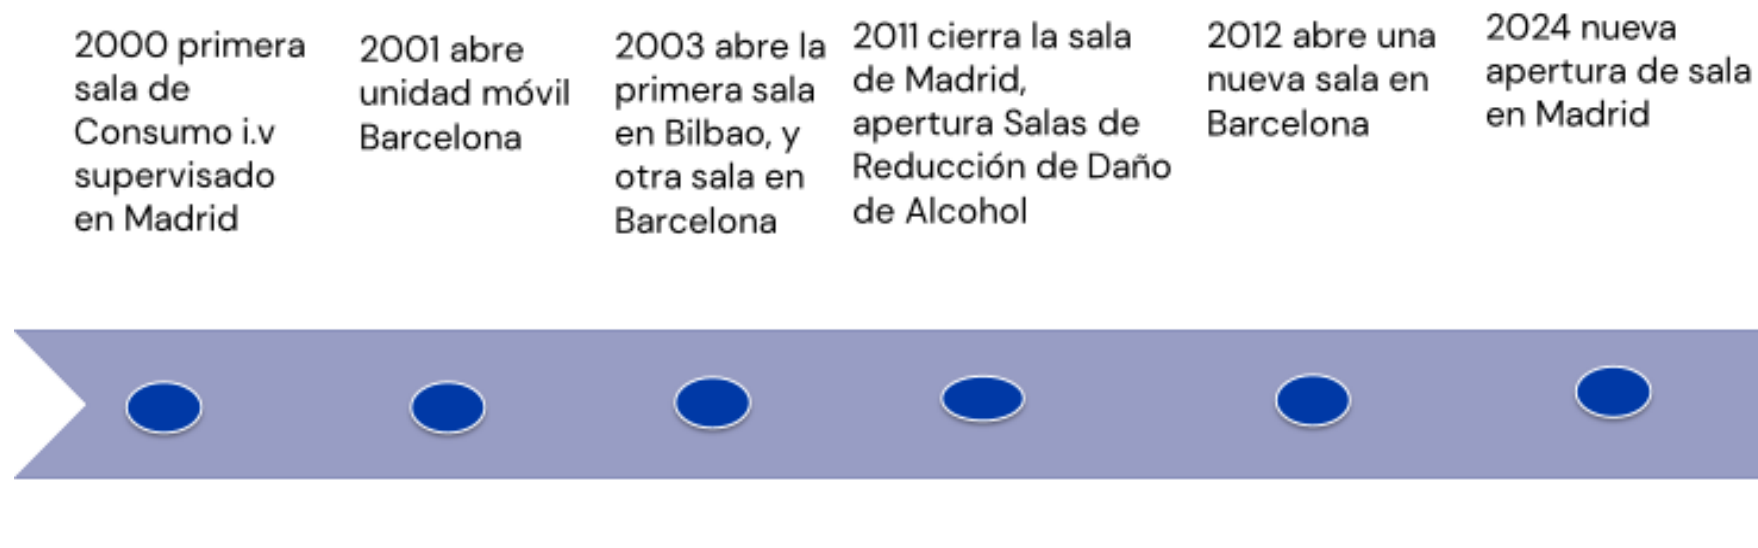 2000 primera
sala de
Consumo i.v
supervisado
en Madrid
2001 abre
unidad móvil
Barcelona
2003 abre la
primera sala
en Bilbao, y
otra sala en
Barcelona
2011 cierra la sala
de Madrid,
apertura Salas de
Reducción de Daño
de Alcohol
2012 abre una
nueva sala en
Barcelona
2024 nueva
apertura de sala
en Madrid